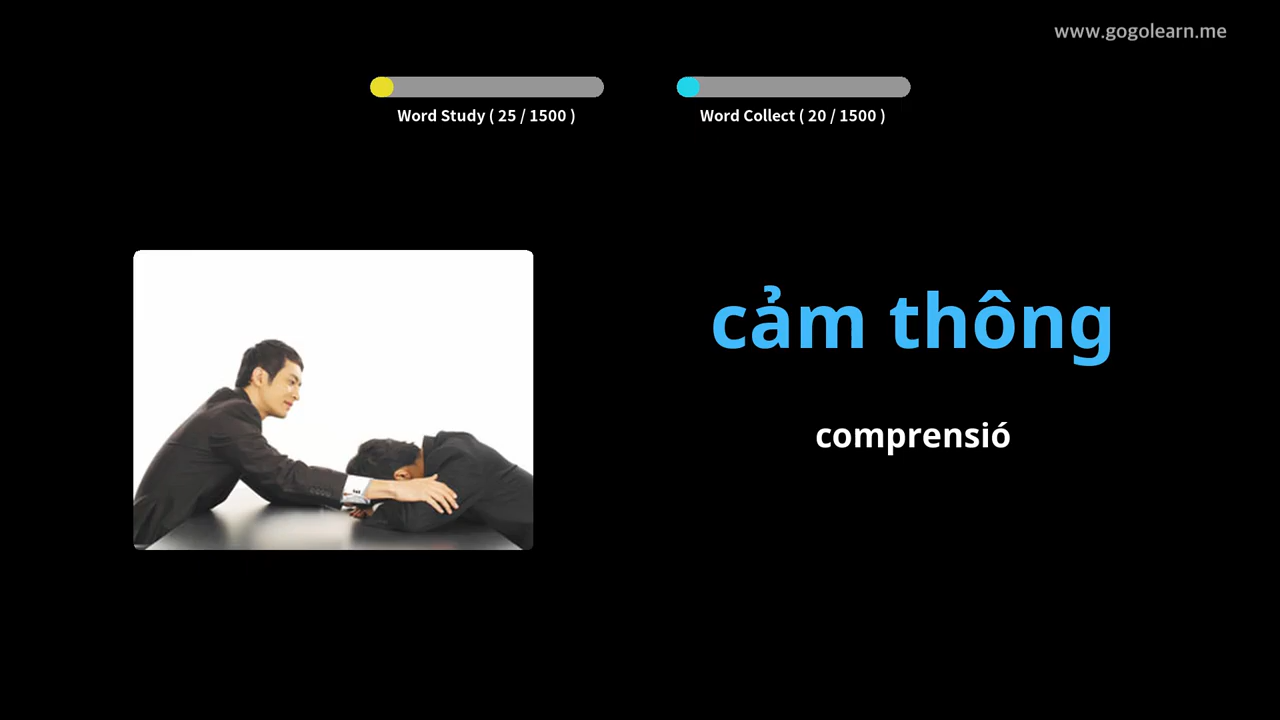 www.gogolearn.me
Word Study ( 25 / 1500 )
Word Collect ( 20 / 1500 )
cảm thông
comprensió